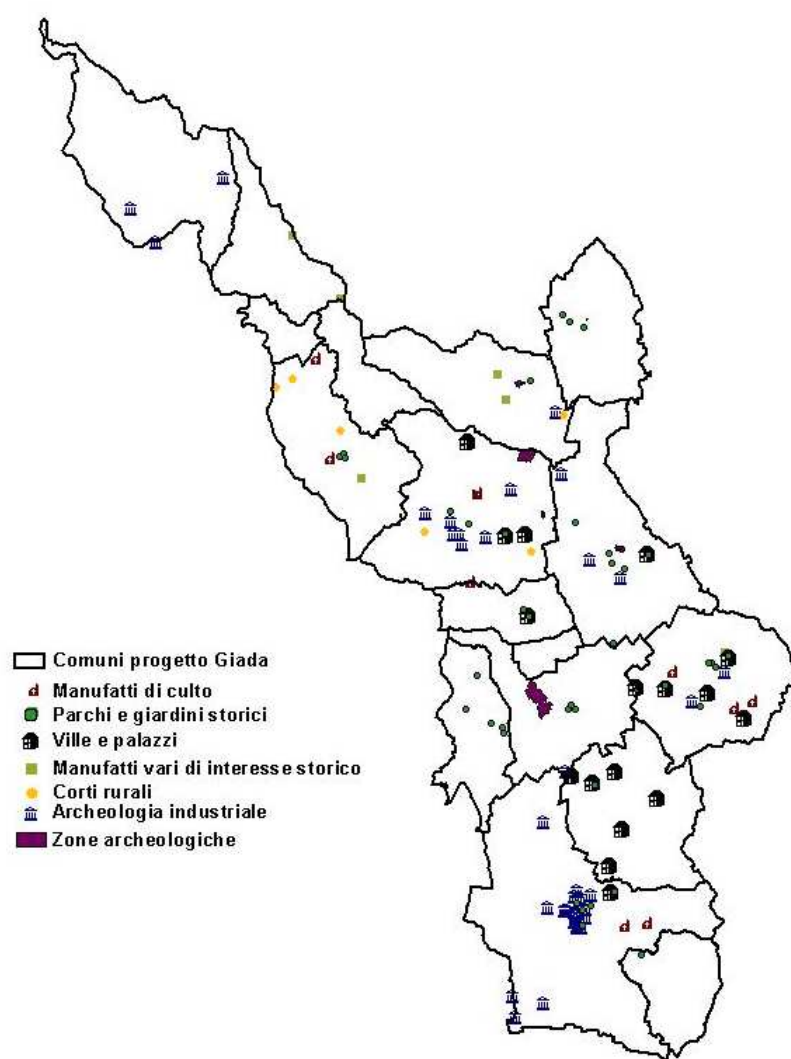 Comuni progetto Giada
Manufatti di culto
Parchi e giardini storici
Ville e palazzi
Manufatti vari di interesse storico
Corti rurali
Archeologia industriale
Zone archeologiche